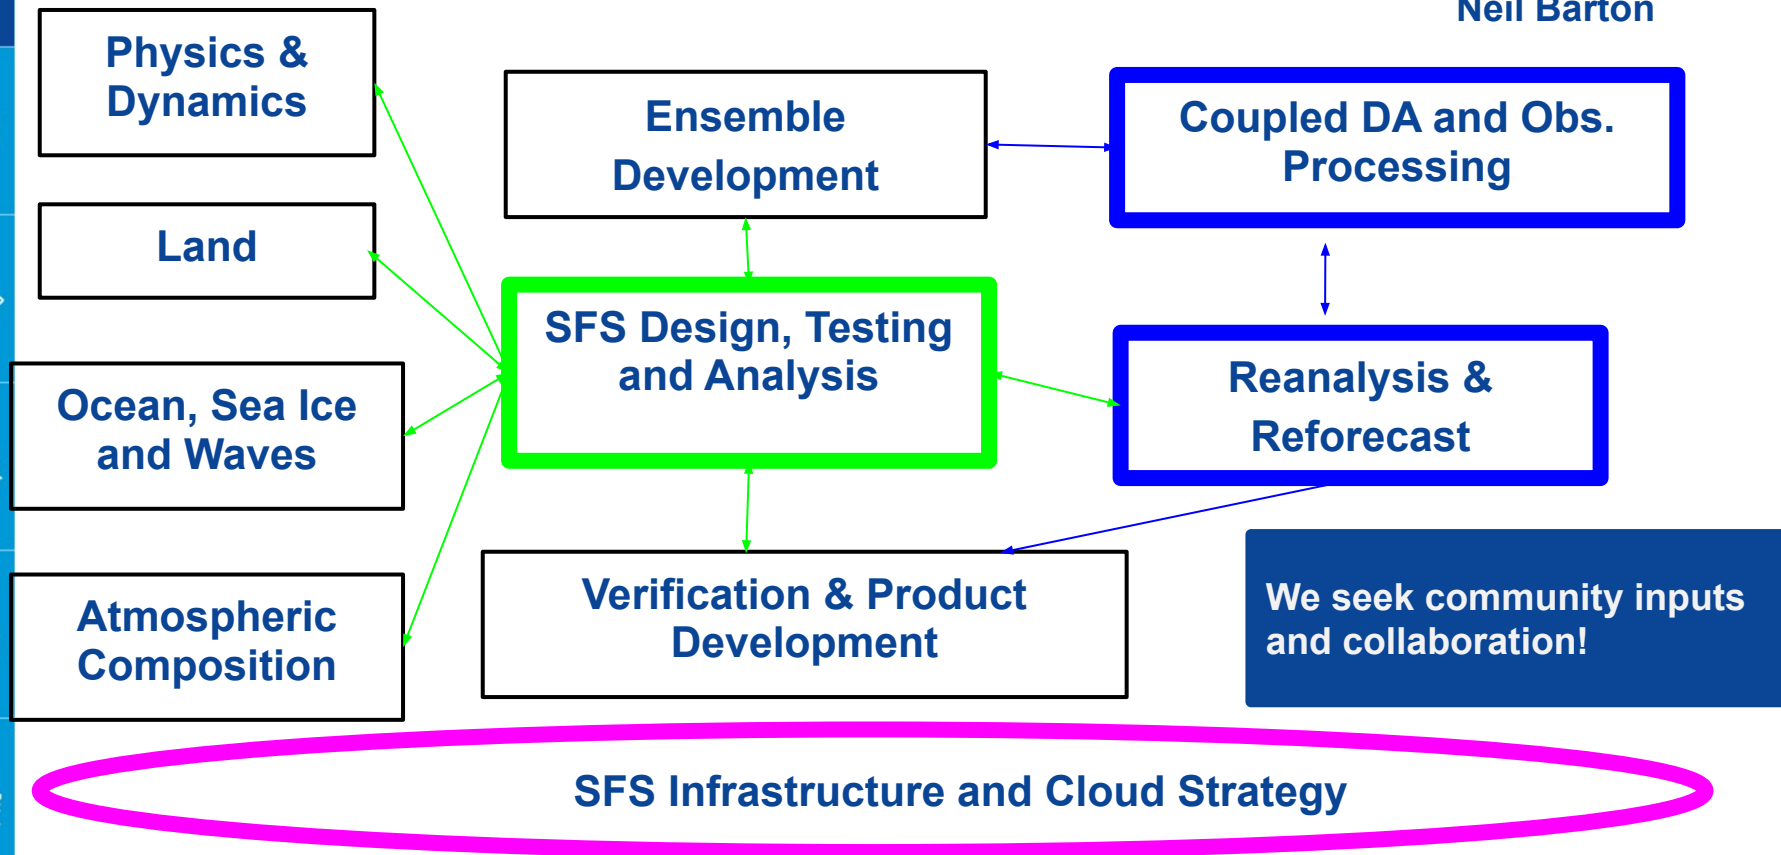 Neil Barton
Physics &
Dynamics
Ensemble
Development
Coupled DA and Obs.
Processing
Land
SFS Design, Testing
and Analysis
Reanalysis &
Reforecast
Ocean, Sea Ice
and Waves
Atmospheric
Composition
Verification & Product
Development
We seek community inputs
and collaboration!
SFS Infrastructure and Cloud Strategy